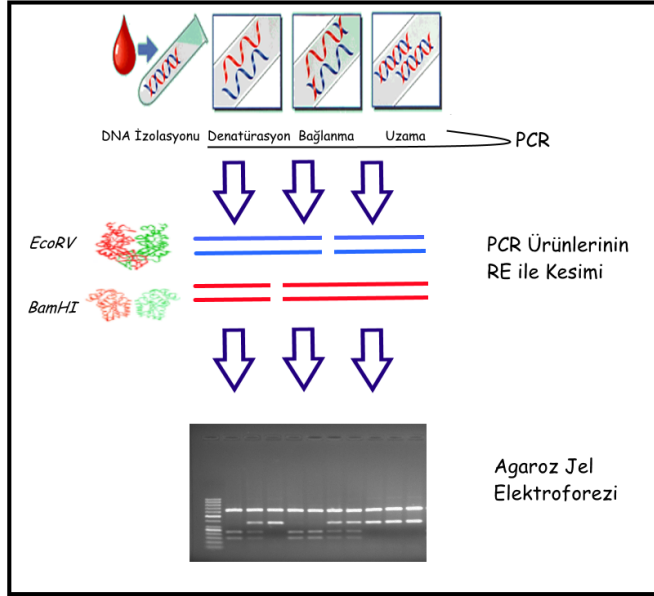 DNA İzolasyonu Denatürasyon Bağlanma Uzama PCR
EcoRV
PCR Ürünlerinin
RE ile Kesimi
BamHI
Agaroz Jel
Elektroforezi